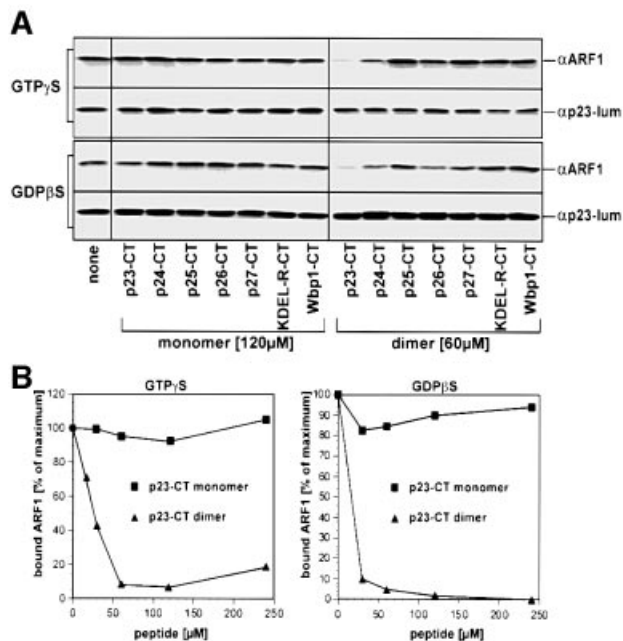 A
GTPγS
αARF1
αp23-lum
GDPβS
αARF1
αp23-lum
none
p23-CT
p24-CT
p25-CT
p26-CT
p27-CT
KDEL-R-CT
Wbp1-CT
p23-CT
p24-CT
p25-CT
p26-CT
p27-CT
KDEL-R-CT
Wbp1-CT
monomer [120μM]
dimer [60μM]
B
GTPγS
bound ARF1 [% of maximum]
120
100
80
60
40
20
0
p23-CT monomer
p23-CT dimer
0 50 100 150 200 250
peptide [μM]
GDPβS
bound ARF1 [% of maximum]
100
90
80
70
60
50
40
30
20
10
0
p23-CT monomer
p23-CT dimer
0 50 100 150 200 250
peptide [μM]